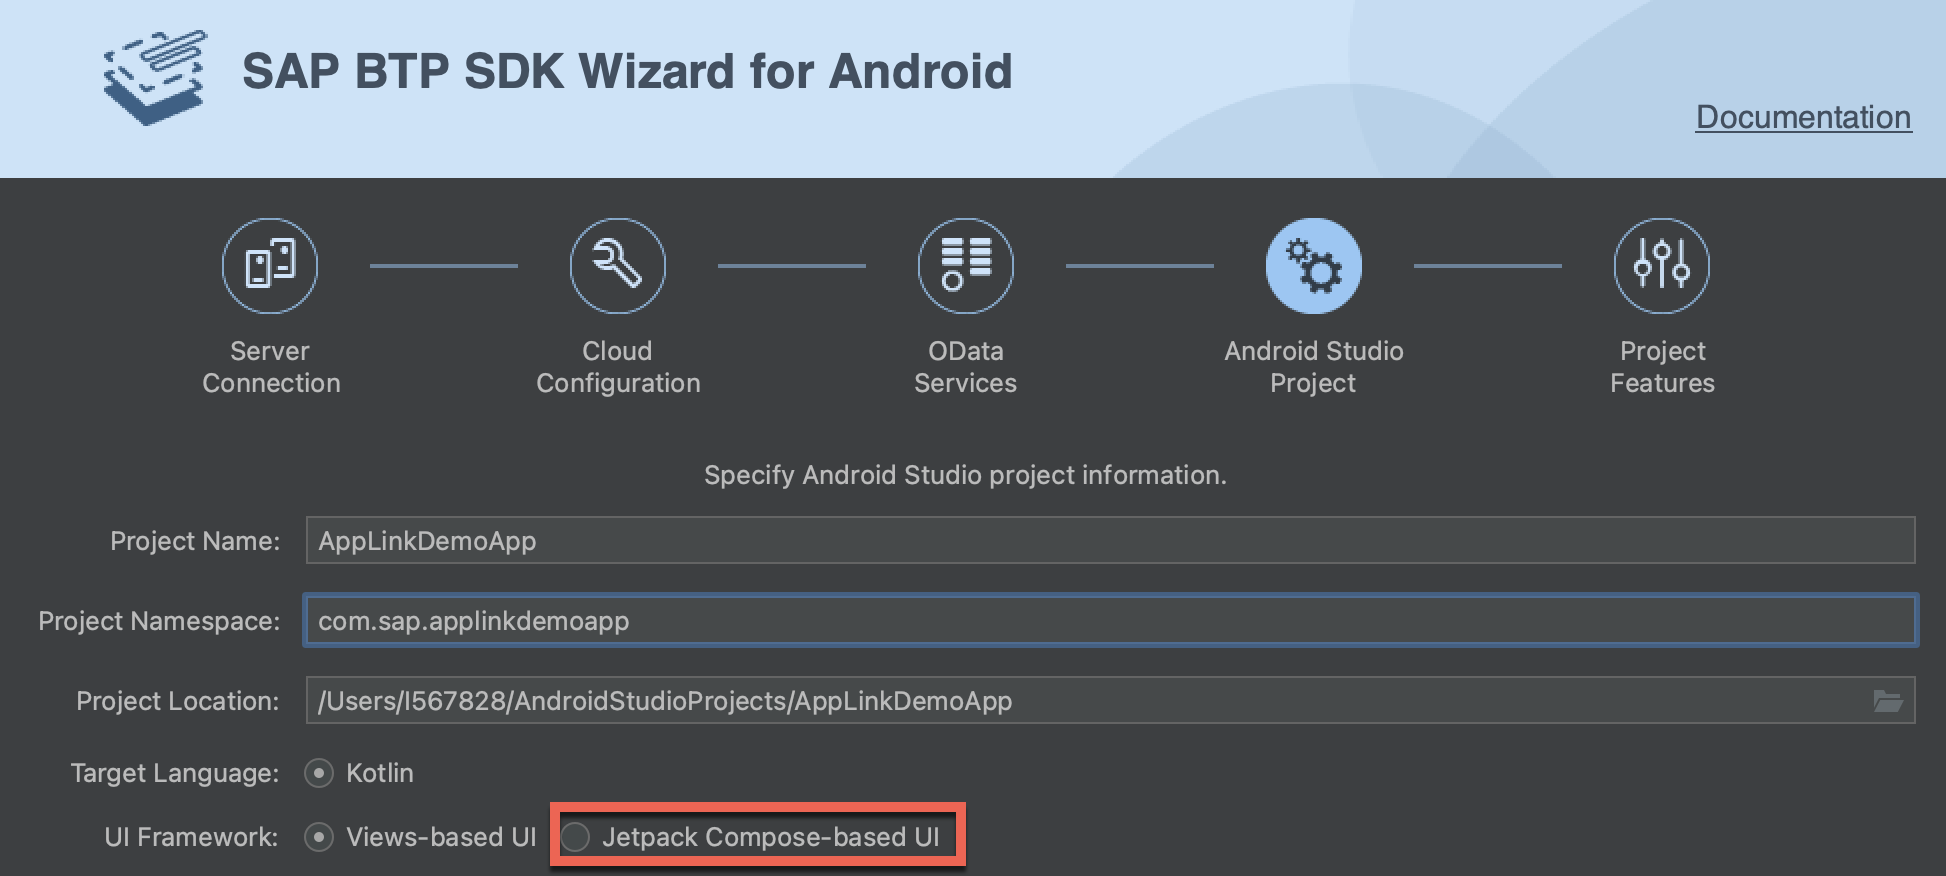 SAP BTP SDK Wizard for Android
Documentation
Server Connection
Cloud Configuration
OData Services
Android Studio Project
Project Features
Specify Android Studio project information.
Project Name: AppLinkDemoApp
Project Namespace: com.sap.applinkdemoapp
Project Location: /Users/I567828/AndroidStudioProjects/AppLinkDemoApp
Target Language: Kotlin
UI Framework: Views-based UI Jetpack Compose-based UI